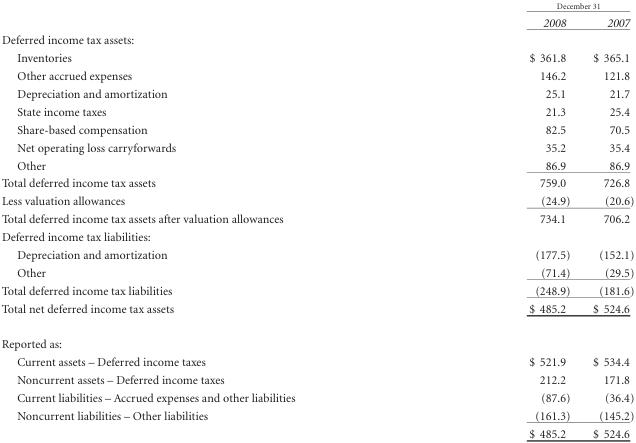 December 31
2008 2007
Deferred income tax assets:
Inventories $ 361.8 $ 365.1
Other accrued expenses 146.2 121.8
Depreciation and amortization 25.1 21.7
State income taxes 21.3 25.4
Share-based compensation 82.5 70.5
Net operating loss carryforwards 35.2 35.4
Other 86.9 86.9
Total deferred income tax assets 759.0 726.8
Less valuation allowances (24.9) (20.6)
Total deferred income tax assets after valuation allowances 734.1 706.2
Deferred income tax liabilities:
Depreciation and amortization (177.5) (152.1)
Other (71.4) (29.5)
Total deferred income tax liabilities (248.9) (181.6)
Total net deferred income tax assets $ 485.2 $ 524.6
Reported as:
Current assets – Deferred income taxes $ 521.9 $ 534.4
Noncurrent assets – Deferred income taxes 212.2 171.8
Current liabilities – Accrued expenses and other liabilities (87.6) (36.4)
Noncurrent liabilities – Other liabilities (161.3) (145.2)
$ 485.2 $ 524.6